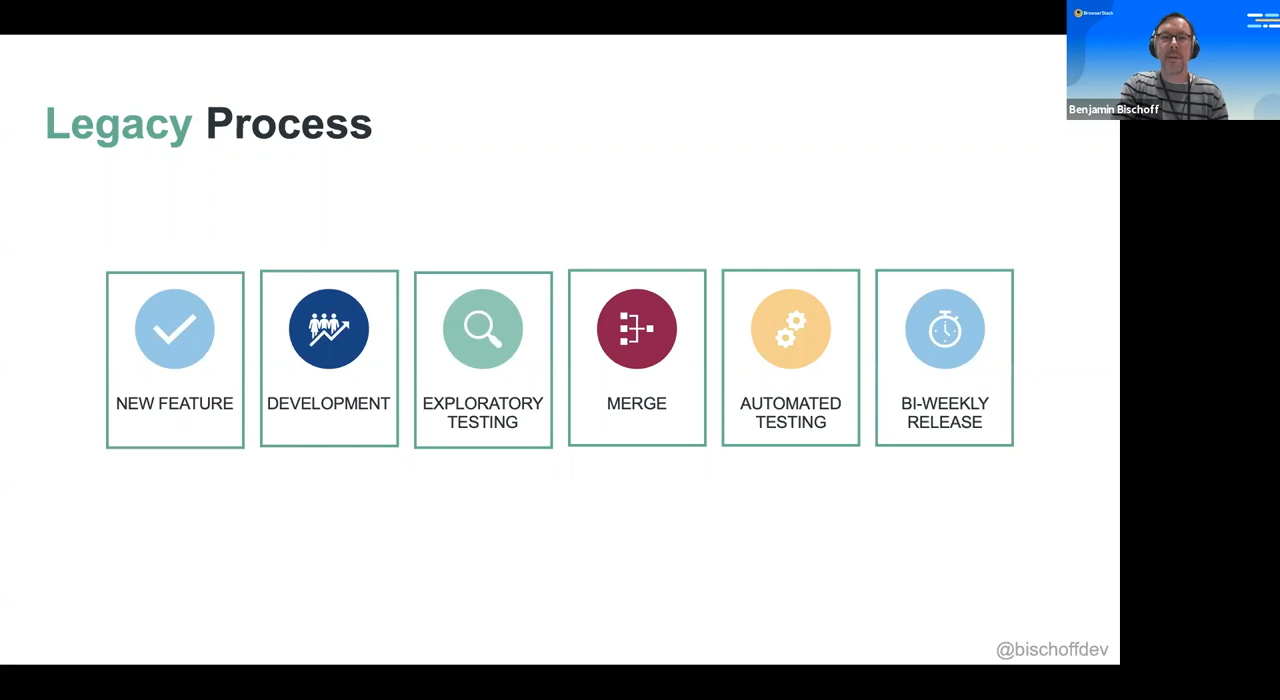 BrowserStack
Benjamin Bischoff
Legacy Process
NEW FEATURE
DEVELOPMENT
EXPLORATORY
TESTING
MERGE
AUTOMATED
TESTING
BI-WEEKLY
RELEASE
@bischoffdev